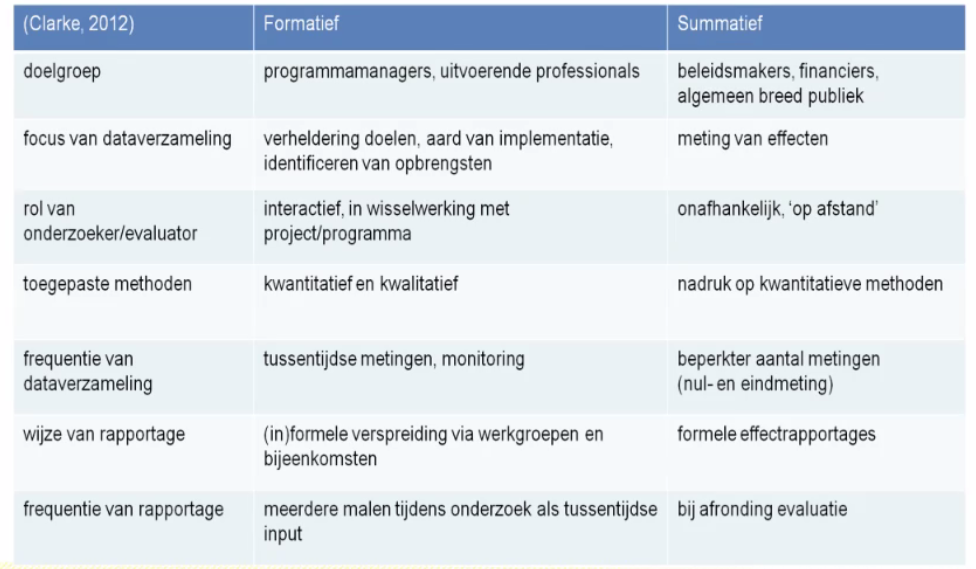 (Clarke, 2012) Formatief Summatief
doelgroep programmamanagers, uitvoerende professionals beleidsmakers, financiers,
algemeen breed publiek
focus van dataverzameling verheldering doelen, aard van implementatie, meting van effecten
identificeren van opbrengsten
rol van interactief, in wisselwerking met onafhankelijk, ‘op afstand’
onderzoeker/evaluator project/programma
toegepaste methoden kwantitatief en kwalitatief nadruk op kwantitatieve methoden
frequentie van tussentijdse metingen, monitoring beperkter aantal metingen
dataverzameling (nul- en eindmeting)
wijze van rapportage (in)formele verspreiding via werkgroepen en formele effectrapportages
bijeenkomsten
frequentie van rapportage meerdere malen tijdens onderzoek als tussentijdse bij afronding evaluatie
input